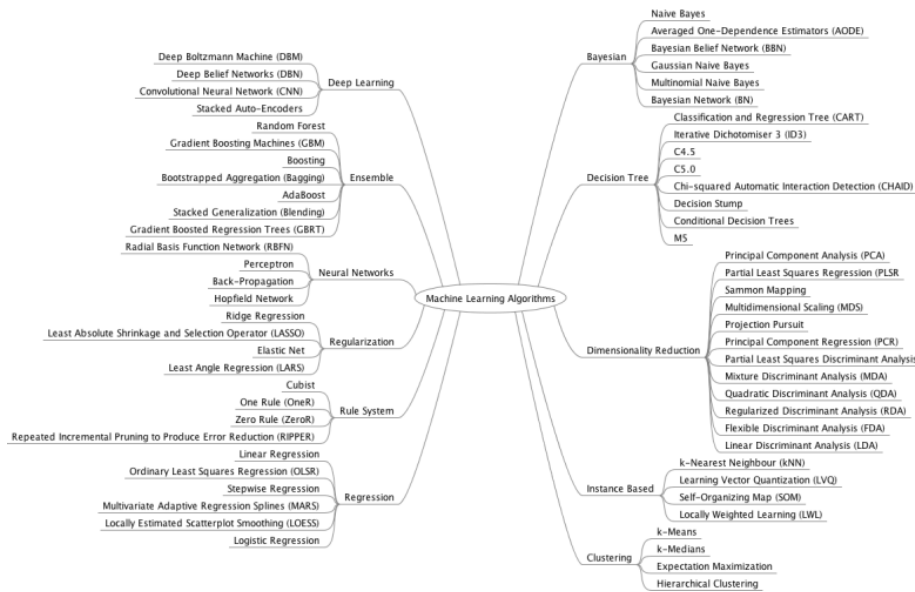 Machine Learning Algorithms
Deep Learning
Deep Boltzmann Machine (DBM)
Deep Belief Networks (DBN)
Convolutional Neural Network (CNN)
Stacked Auto-Encoders
Ensemble
Random Forest
Gradient Boosting Machines (GBM)
Boosting
Bootstrapped Aggregation (Bagging)
AdaBoost
Stacked Generalization (Blending)
Gradient Boosted Regression Trees (GBRT)
Neural Networks
Radial Basis Function Network (RBFN)
Perceptron
Back-Propagation
Hopfield Network
Regularization
Ridge Regression
Least Absolute Shrinkage and Selection Operator (LASSO)
Elastic Net
Least Angle Regression (LARS)
Rule System
Cubist
One Rule (OneR)
Zero Rule (ZeroR)
Repeated Incremental Pruning to Produce Error Reduction (RIPPER)
Regression
Linear Regression
Ordinary Least Squares Regression (OLSR)
Stepwise Regression
Multivariate Adaptive Regression Splines (MARS)
Locally Estimated Scatterplot Smoothing (LOESS)
Logistic Regression
Bayesian
Naive Bayes
Averaged One-Dependence Estimators (AODE)
Bayesian Belief Network (BBN)
Gaussian Naive Bayes
Multinomial Naive Bayes
Bayesian Network (BN)
Decision Tree
Classification and Regression Tree (CART)
Iterative Dichotomiser 3 (ID3)
C4.5
C5.0
Chi-squared Automatic Interaction Detection (CHAID)
Decision Stump
Conditional Decision Trees
M5
Dimensionality Reduction
Principal Component Analysis (PCA)
Partial Least Squares Regression (PLSR
Sammon Mapping
Multidimensional Scaling (MDS)
Projection Pursuit
Principal Component Regression (PCR)
Partial Least Squares Discriminant Analysis
Mixture Discriminant Analysis (MDA)
Quadratic Discriminant Analysis (QDA)
Regularized Discriminant Analysis (RDA)
Flexible Discriminant Analysis (FDA)
Linear Discriminant Analysis (LDA)
Instance Based
k-Nearest Neighbour (kNN)
Learning Vector Quantization (LVQ)
Self-Organizing Map (SOM)
Locally Weighted Learning (LWL)
Clustering
k-Means
k-Medians
Expectation Maximization
Hierarchical Clustering